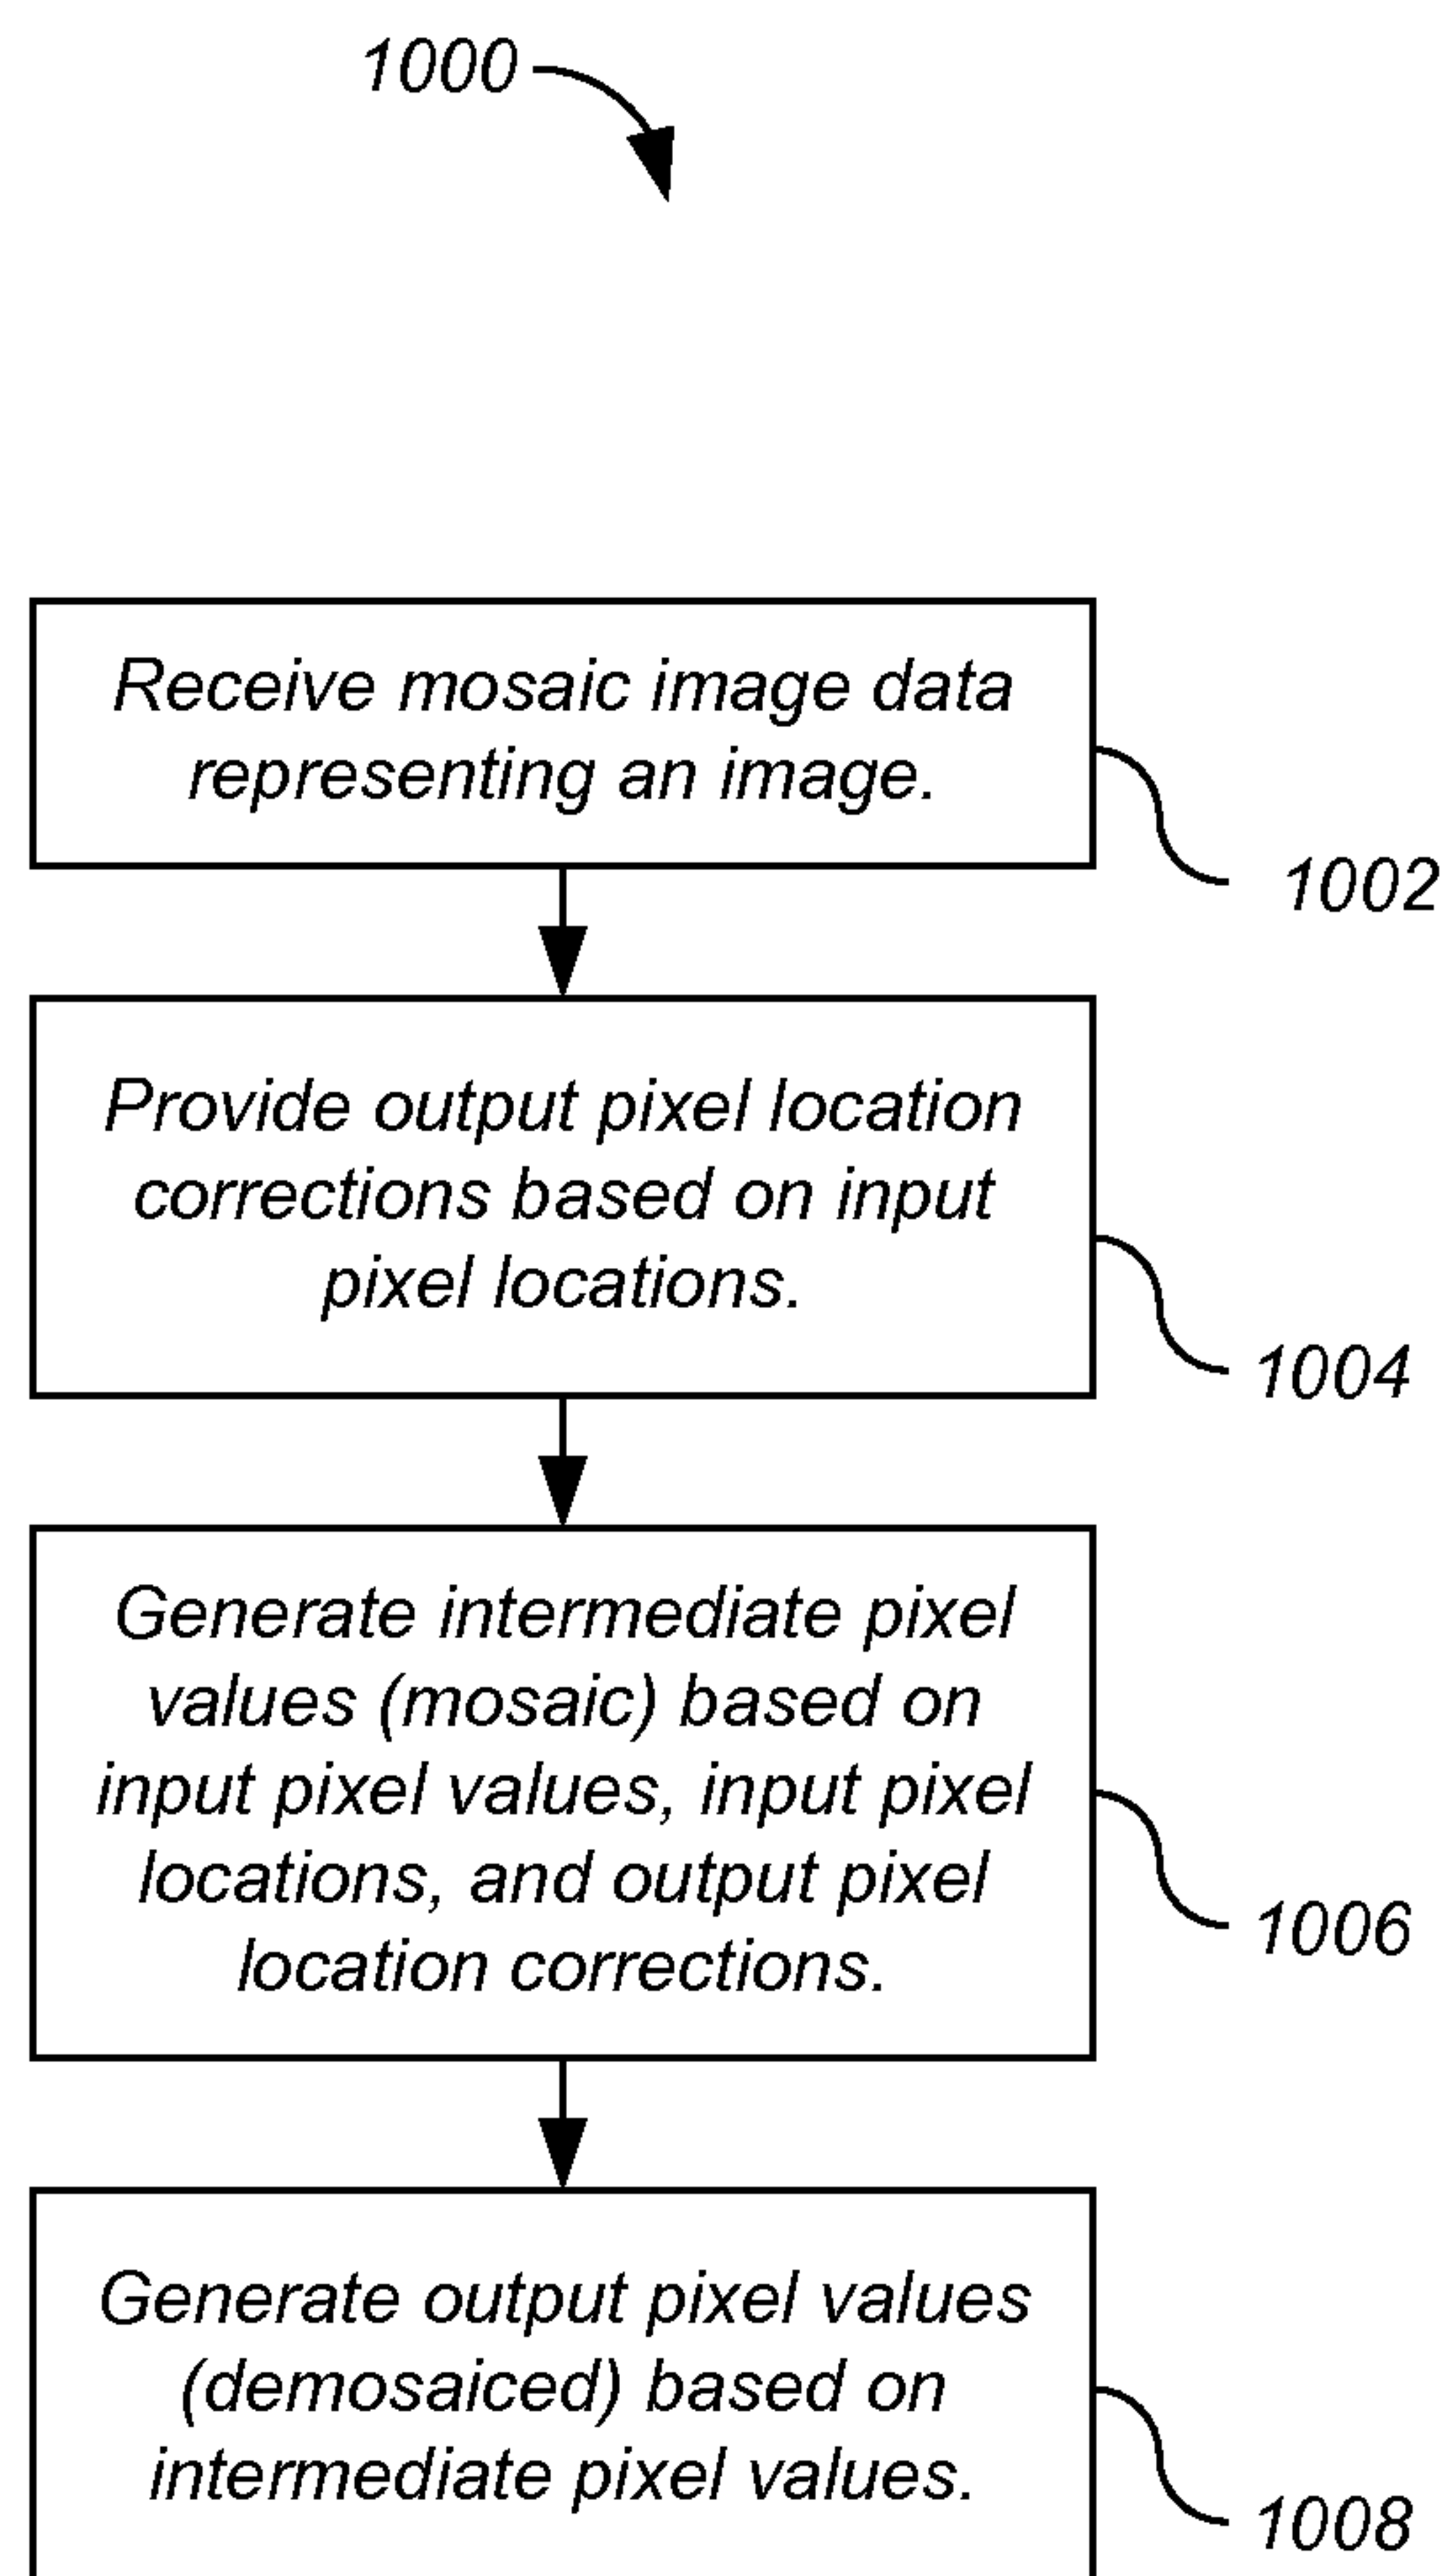 1000
Receive mosaic image data
representing an image.
1002
Provide output pixel location
corrections based on input
pixel locations.
1004
Generate intermediate pixel
values (mosaic) based on
input pixel values, input pixel
locations, and output pixel
location corrections.
1006
Generate output pixel values
(demosaiced) based on
intermediate pixel values.
1008